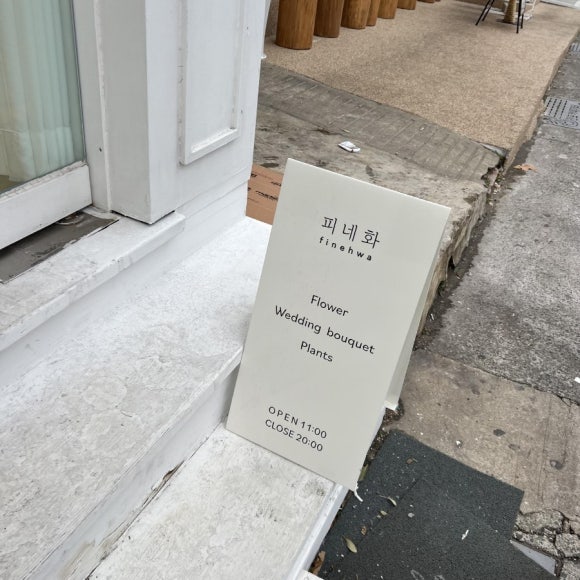 피네화
finehwa
Flower
Wedding bouquet
Plants
OPEN 11:00
CLOSE 20:00